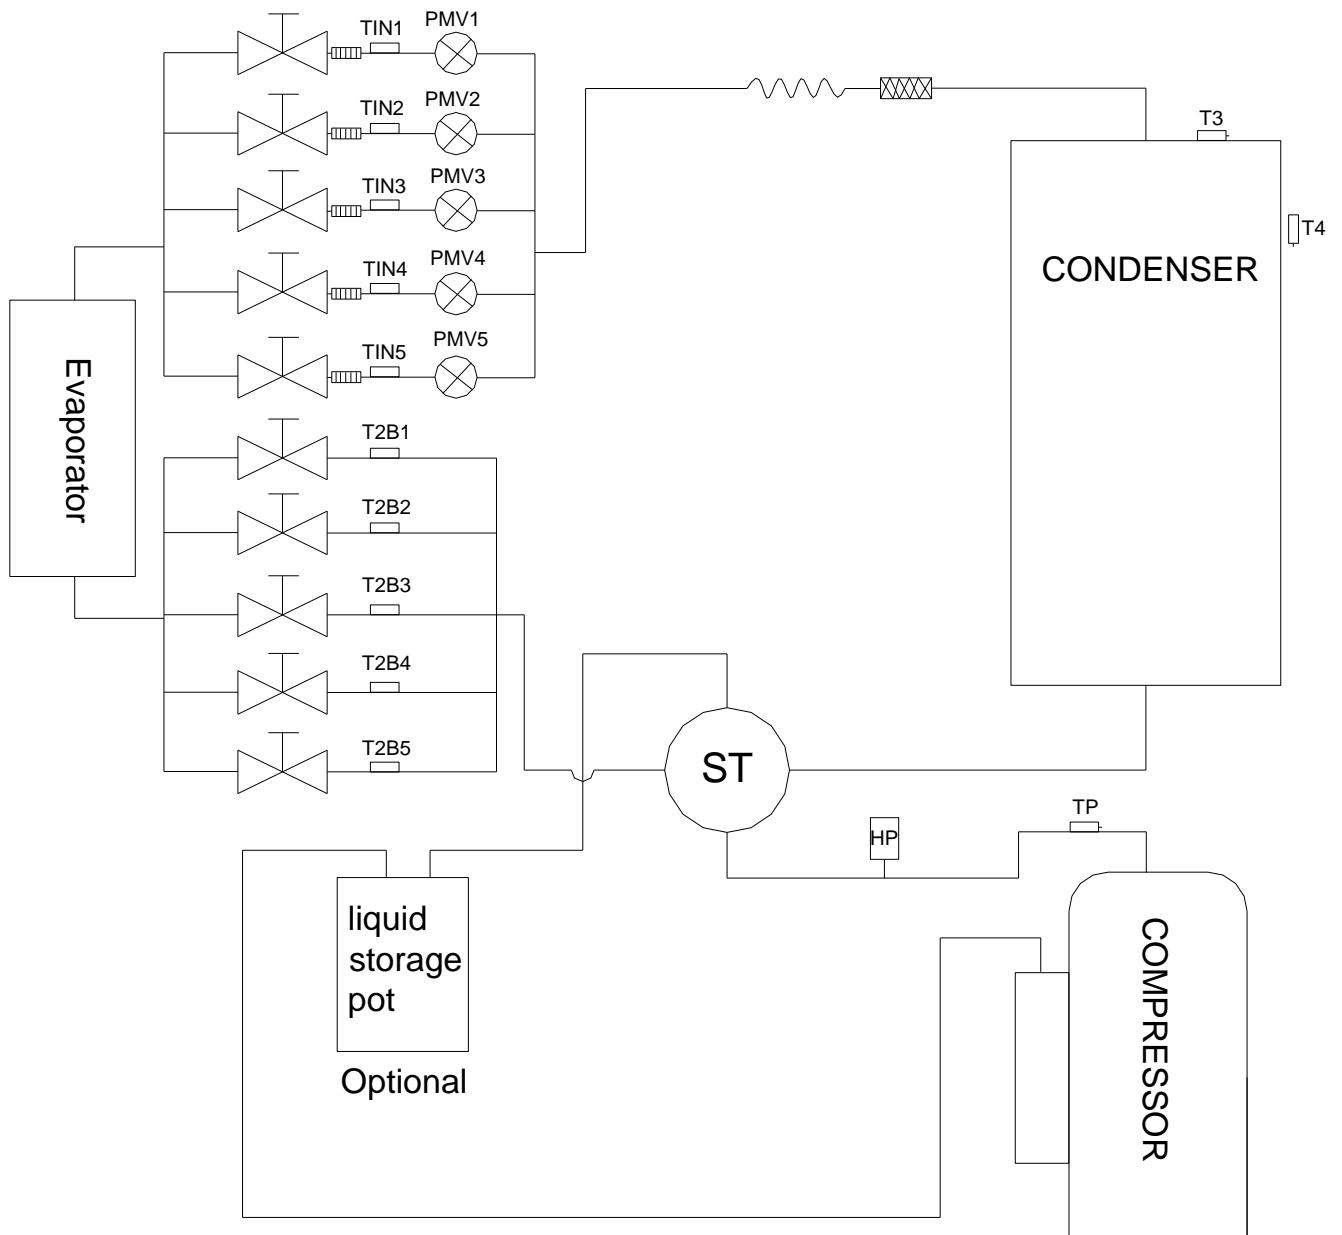 TIN1
PMV1
TIN2
PMV2
T3
TIN3
PMV3
T4
TIN4
PMV4
CONDENSER
TIN5
PMV5
Evaporator
T2B1
T2B2
T2B3
T2B4
T2B5
ST
TP
HP
liquid
storage
pot
Optional
COMPRESSOR